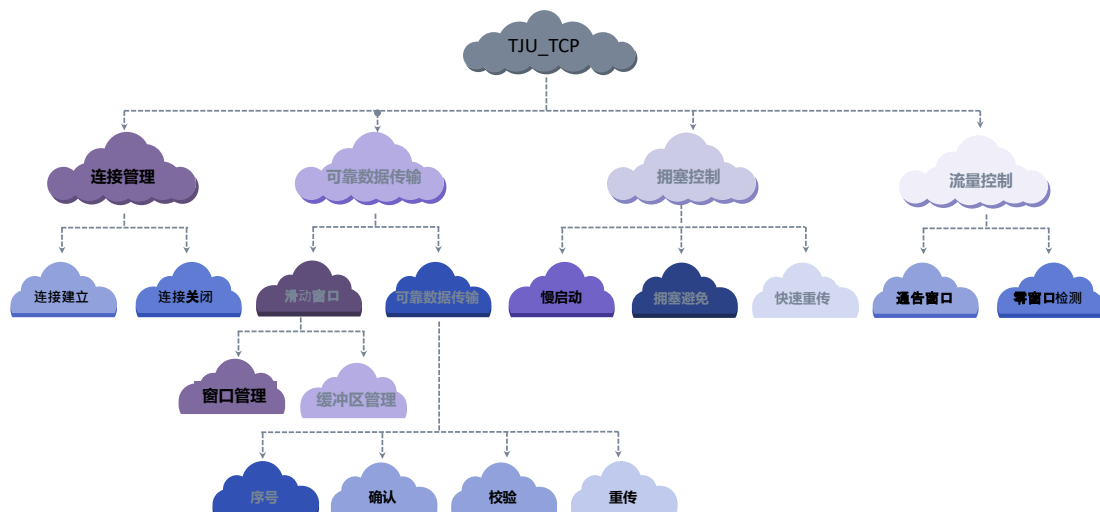 TJU_TCP
连接管理
可靠数据传输
拥塞控制
流量控制
连接建立
连接关闭
滑动窗口
可靠数据传输
慢启动
拥塞避免
快速重传
通告窗口
零窗口检测
窗口管理
缓冲区管理
序号
确认
校验
重传